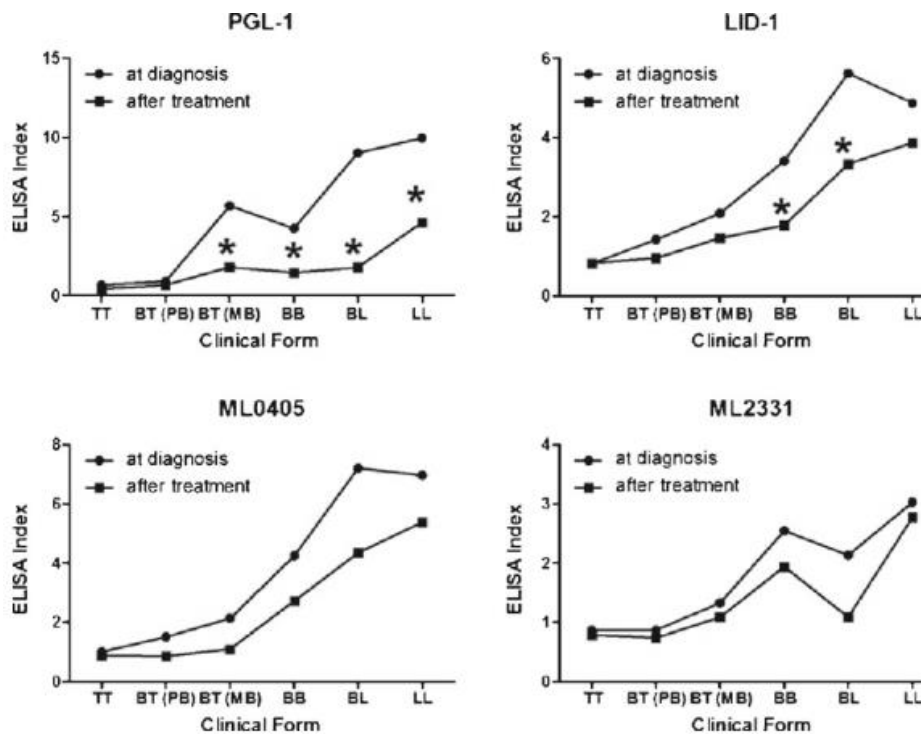 PGL-1
15
10
5
0
ELISA Index
at diagnosis
after treatment
*
*
*
*
TT
BT (PB)
BT (MB)
BB
BL
LL
Clinical Form
LID-1
6
4
2
0
ELISA Index
at diagnosis
after treatment
*
*
TT
BT (PB)
BT (MB)
BB
BL
LL
Clinical Form
ML0405
8
6
4
2
0
ELISA Index
at diagnosis
after treatment
TT
BT (PB)
BT (MB)
BB
BL
LL
Clinical Form
ML2331
4
3
2
1
0
ELISA Index
at diagnosis
after treatment
TT
BT (PB)
BT (MB)
BB
BL
LL
Clinical Form